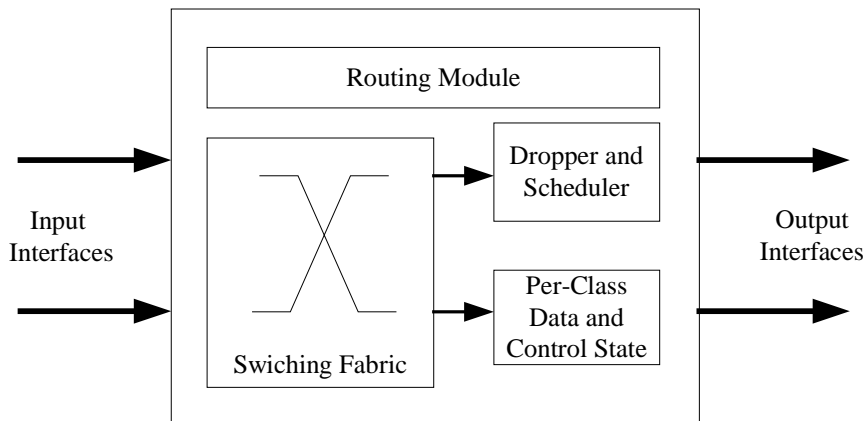 Routing Module
Dropper and
Scheduler
Input
Interfaces
Output
Interfaces
Per-Class
Data and
Control State
Swiching Fabric